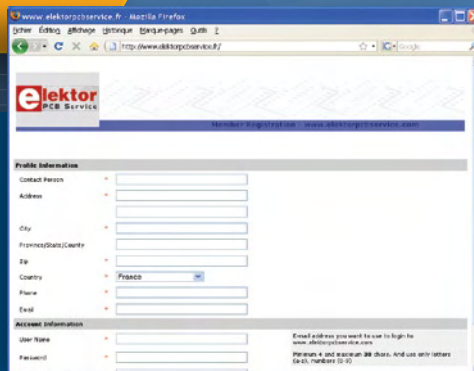 www.elektorpcbservice.fr - Mozilla Firefox
Fichier Édition Affichage Historique Marque-pages Outils ?
http://www.elektorpcbservice.fr/
Google
elektor
PCB Service
Member Registration - www.elektorpcbservice.com
Profile Information
Contact Person *
Address *
City *
Province/State/County
Zip *
Country * France
Phone *
Email *
Account Information
User Name * Email address you want to use to login to
www.elektorpcbservice.com
Password * Minimum 4 and maximum 20 chars. And use only letters
(a-z), numbers (0-9)